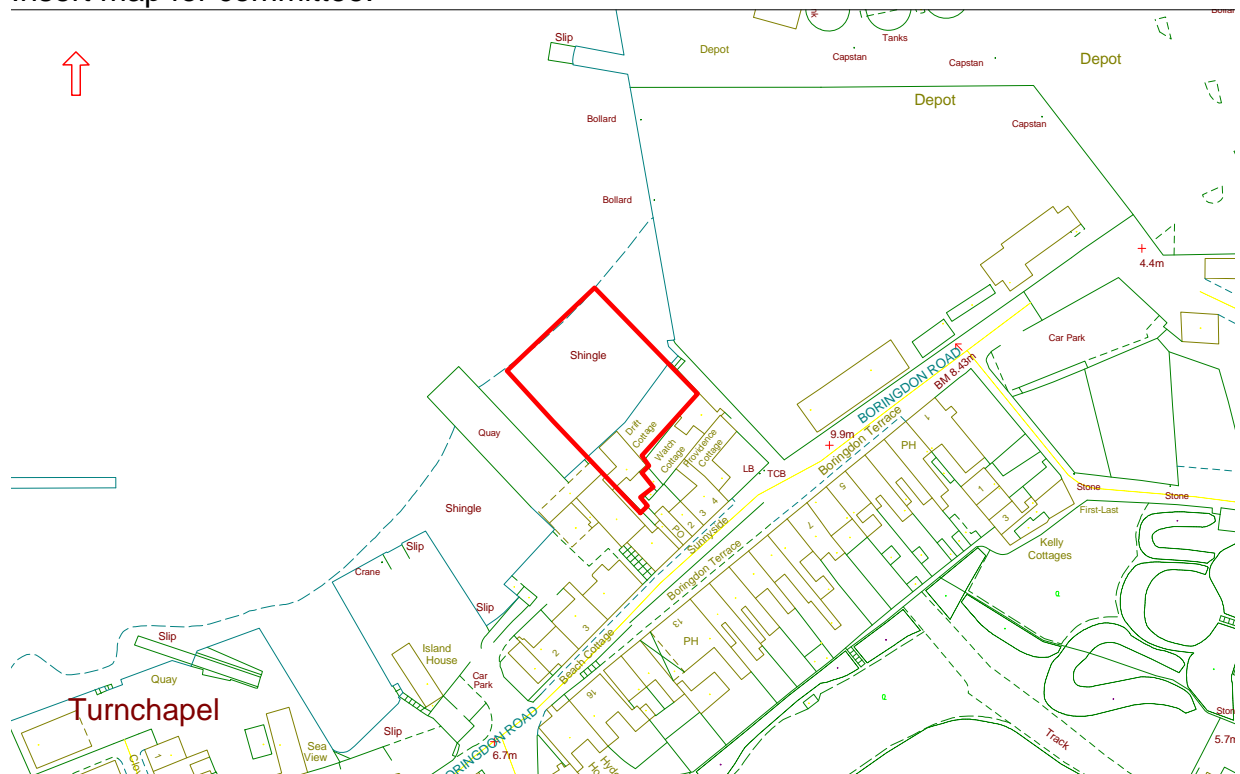 Slip
Tanks
Capstan
Depot
Capstan
Depot
Depot
Bollard
Capstan
Bollard
4.4m
Shingle
Car Park
BORINGDON ROAD
BM 8.43m
Quay
Drift
Cottage
Watch
Cottage
Providence
Cottage
9.9m
Boringdon Terrace
PH
1
LB
TCB
5
Stone
Stone
First-Last
1
3
Shingle
PO
2
3
4
Sunnyside
7
Kelly
Cottages
Slip
Crane
Boringdon Terrace
Slip
13
PH
Slip
Island
House
3
2
Beach Cottage
Quay
Car
Park
16
Turnchapel
Slip
Sea
View
BORINGDON ROAD
6.7m
Track
5.7m
1